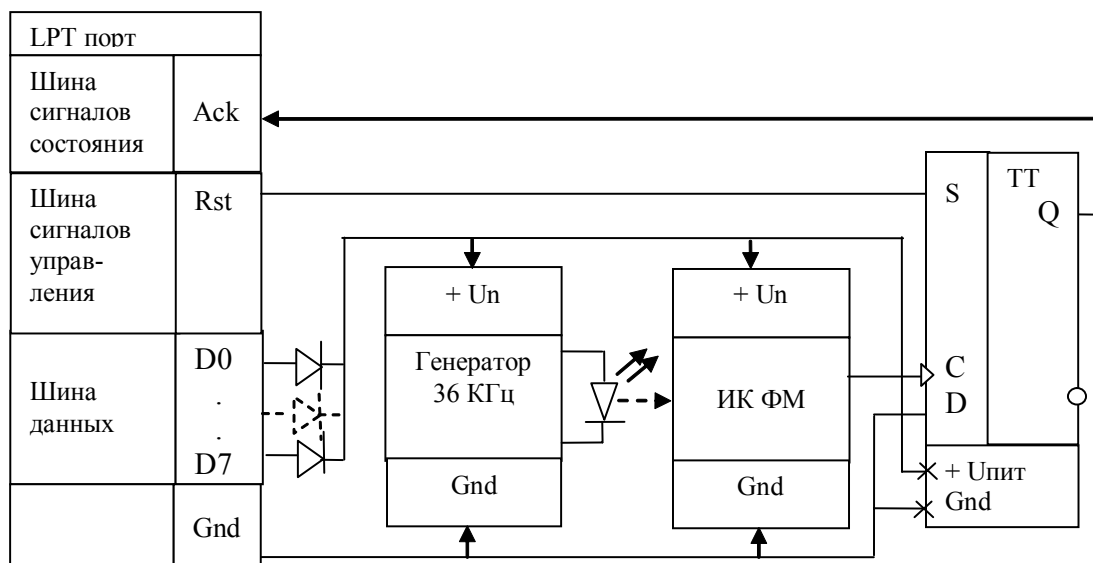 LPT порт
Шина
сигналов
состояния
Ack
Шина
сигналов
управ-
ления
Rst
Шина
данных
D0
.
.
D7
Gnd
+ Un
Генератор
36 КГц
Gnd
+ Un
ИК ФМ
Gnd
S
TT
Q
C
D
+ Uпит
Gnd